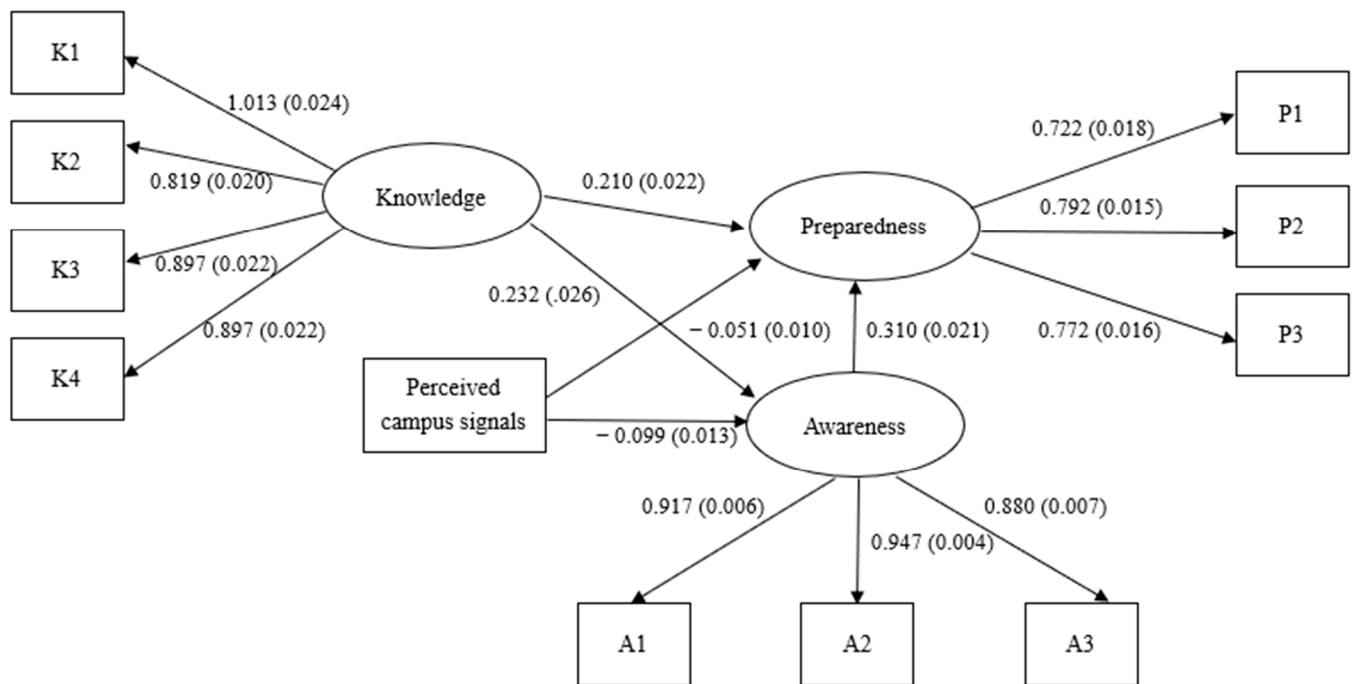 K1
1.013 (0.024)
K2
0.819 (0.020)
K3
0.897 (0.022)
K4
0.897 (0.022)
Knowledge
0.210 (0.022)
0.232 (.026)
Perceived
campus signals
− 0.051 (0.010)
− 0.099 (0.013)
Preparedness
0.310 (0.021)
Awareness
0.722 (0.018)
P1
0.792 (0.015)
P2
0.772 (0.016)
P3
0.917 (0.006)
0.947 (0.004)
0.880 (0.007)
A1
A2
A3